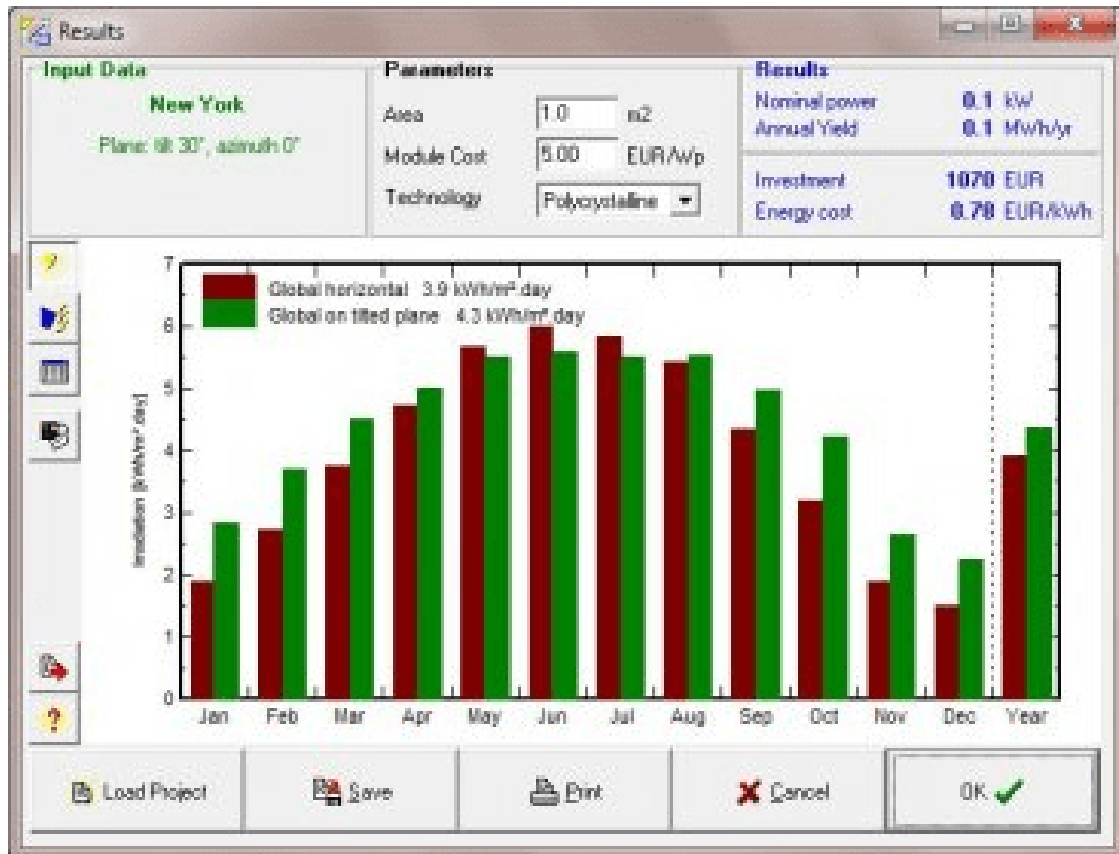 Results
Input Data
New York
Plane: tilt 30°, azimuth 0°
Parameters
Area 1.0 m2
Module Cost 5.00 EUR/Wp
Technology Polycrystalline
Results
Nominal power 0.1 kW
Annual Yield 0.1 MWh/yr
Investment 1070 EUR
Energy cost 0.78 EUR/kWh
Global horizontal 3.9 kWh/m².day
Global on tilted plane 4.3 kWh/m².day
Irradiation [kWh/m².day]
7
6
5
4
3
2
1
0
Jan Feb Mar Apr May Jun Jul Aug Sep Oct Nov Dec Year
Load Project Save Print Cancel OK